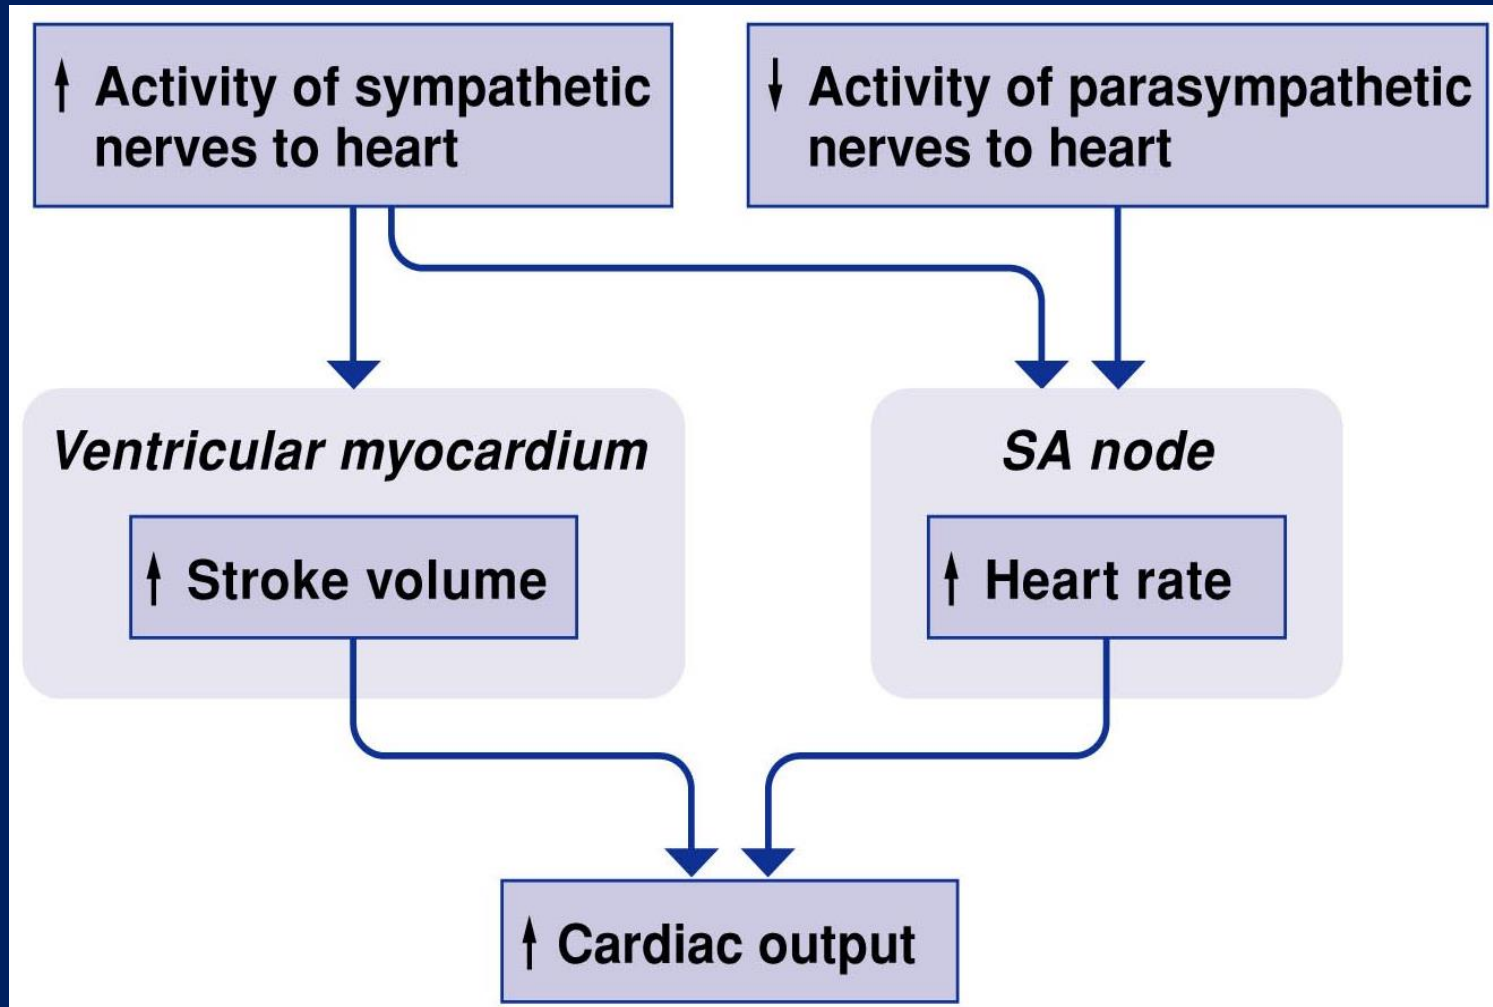 ↑ Activity of sympathetic
nerves to heart
↓ Activity of parasympathetic
nerves to heart
Ventricular myocardium
↑ Stroke volume
SA node
↑ Heart rate
↑ Cardiac output